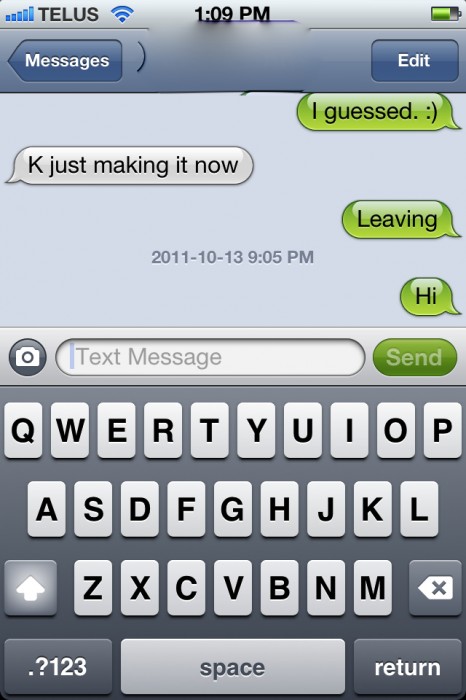 TELUS 1:09 PM
Messages Edit
I guessed. :)
K just making it now
Leaving
2011-10-13 9:05 PM
Hi
Text Message Send
Q W E R T Y U I O P
A S D F G H J K L
Z X C V B N M
.?123 space return